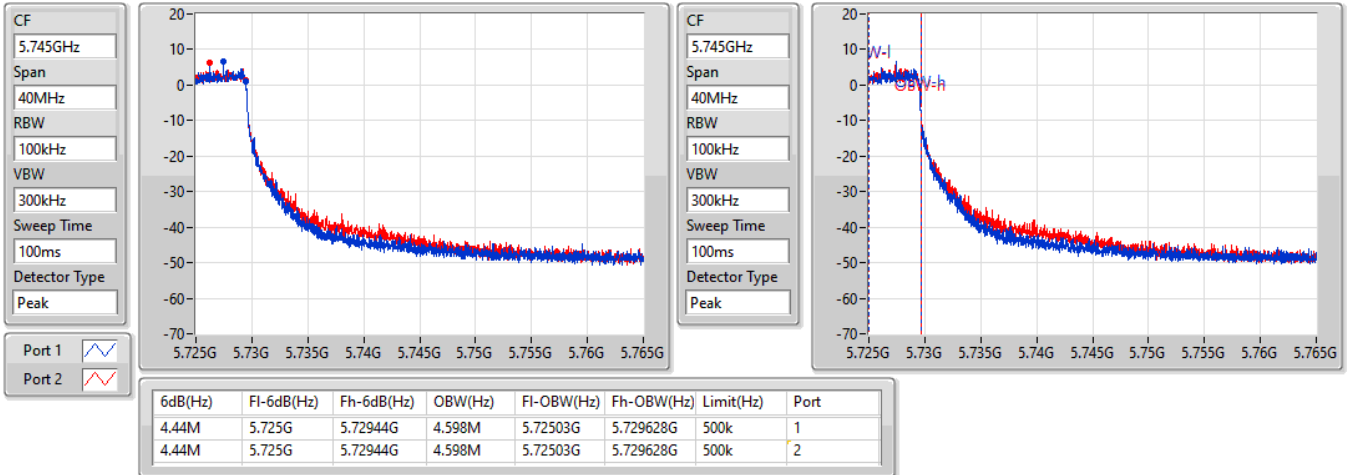 CF
5.745GHz
Span
40MHz
RBW
100kHz
VBW
300kHz
Sweep Time
100ms
Detector Type
Peak
20
10
0
-10
-20
-30
-40
-50
-60
-70
5.725G 5.73G 5.735G 5.74G 5.745G 5.75G 5.755G 5.76G 5.765G
CF
5.745GHz
Span
40MHz
RBW
100kHz
VBW
300kHz
Sweep Time
100ms
Detector Type
Peak
20
10
0
-10
-20
-30
-40
-50
-60
-70
W-l
OBW-h
5.725G 5.73G 5.735G 5.74G 5.745G 5.75G 5.755G 5.76G 5.765G
Port 1
Port 2
6dB(Hz) Fl-6dB(Hz) Fh-6dB(Hz) OBW(Hz) Fl-OBW(Hz) Fh-OBW(Hz) Limit(Hz) Port
4.44M 5.725G 5.72944G 4.598M 5.72503G 5.729628G 500k 1
4.44M 5.725G 5.72944G 4.598M 5.72503G 5.729628G 500k 2